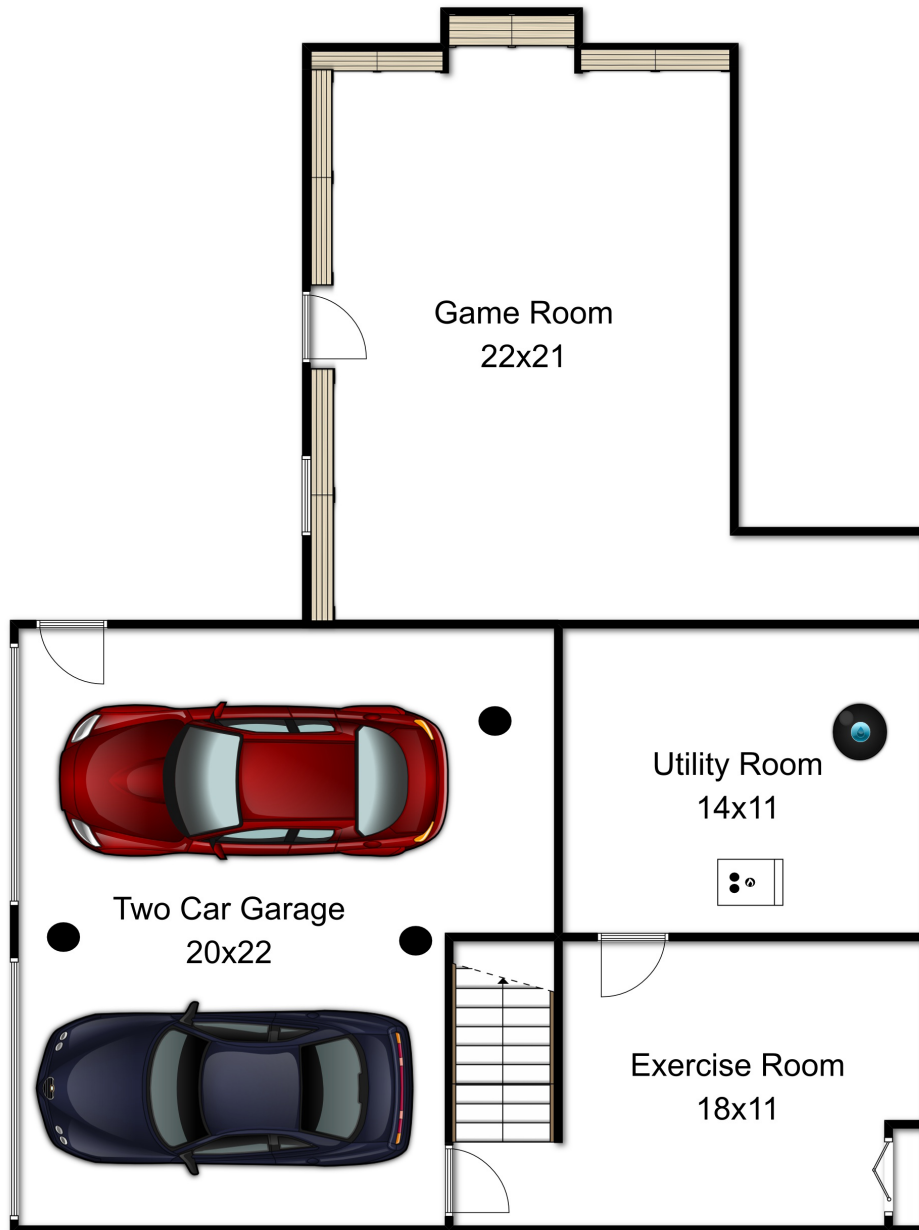 Game Room
22x21
Utility Room
14x11
Two Car Garage
20x22
Exercise Room
18x11